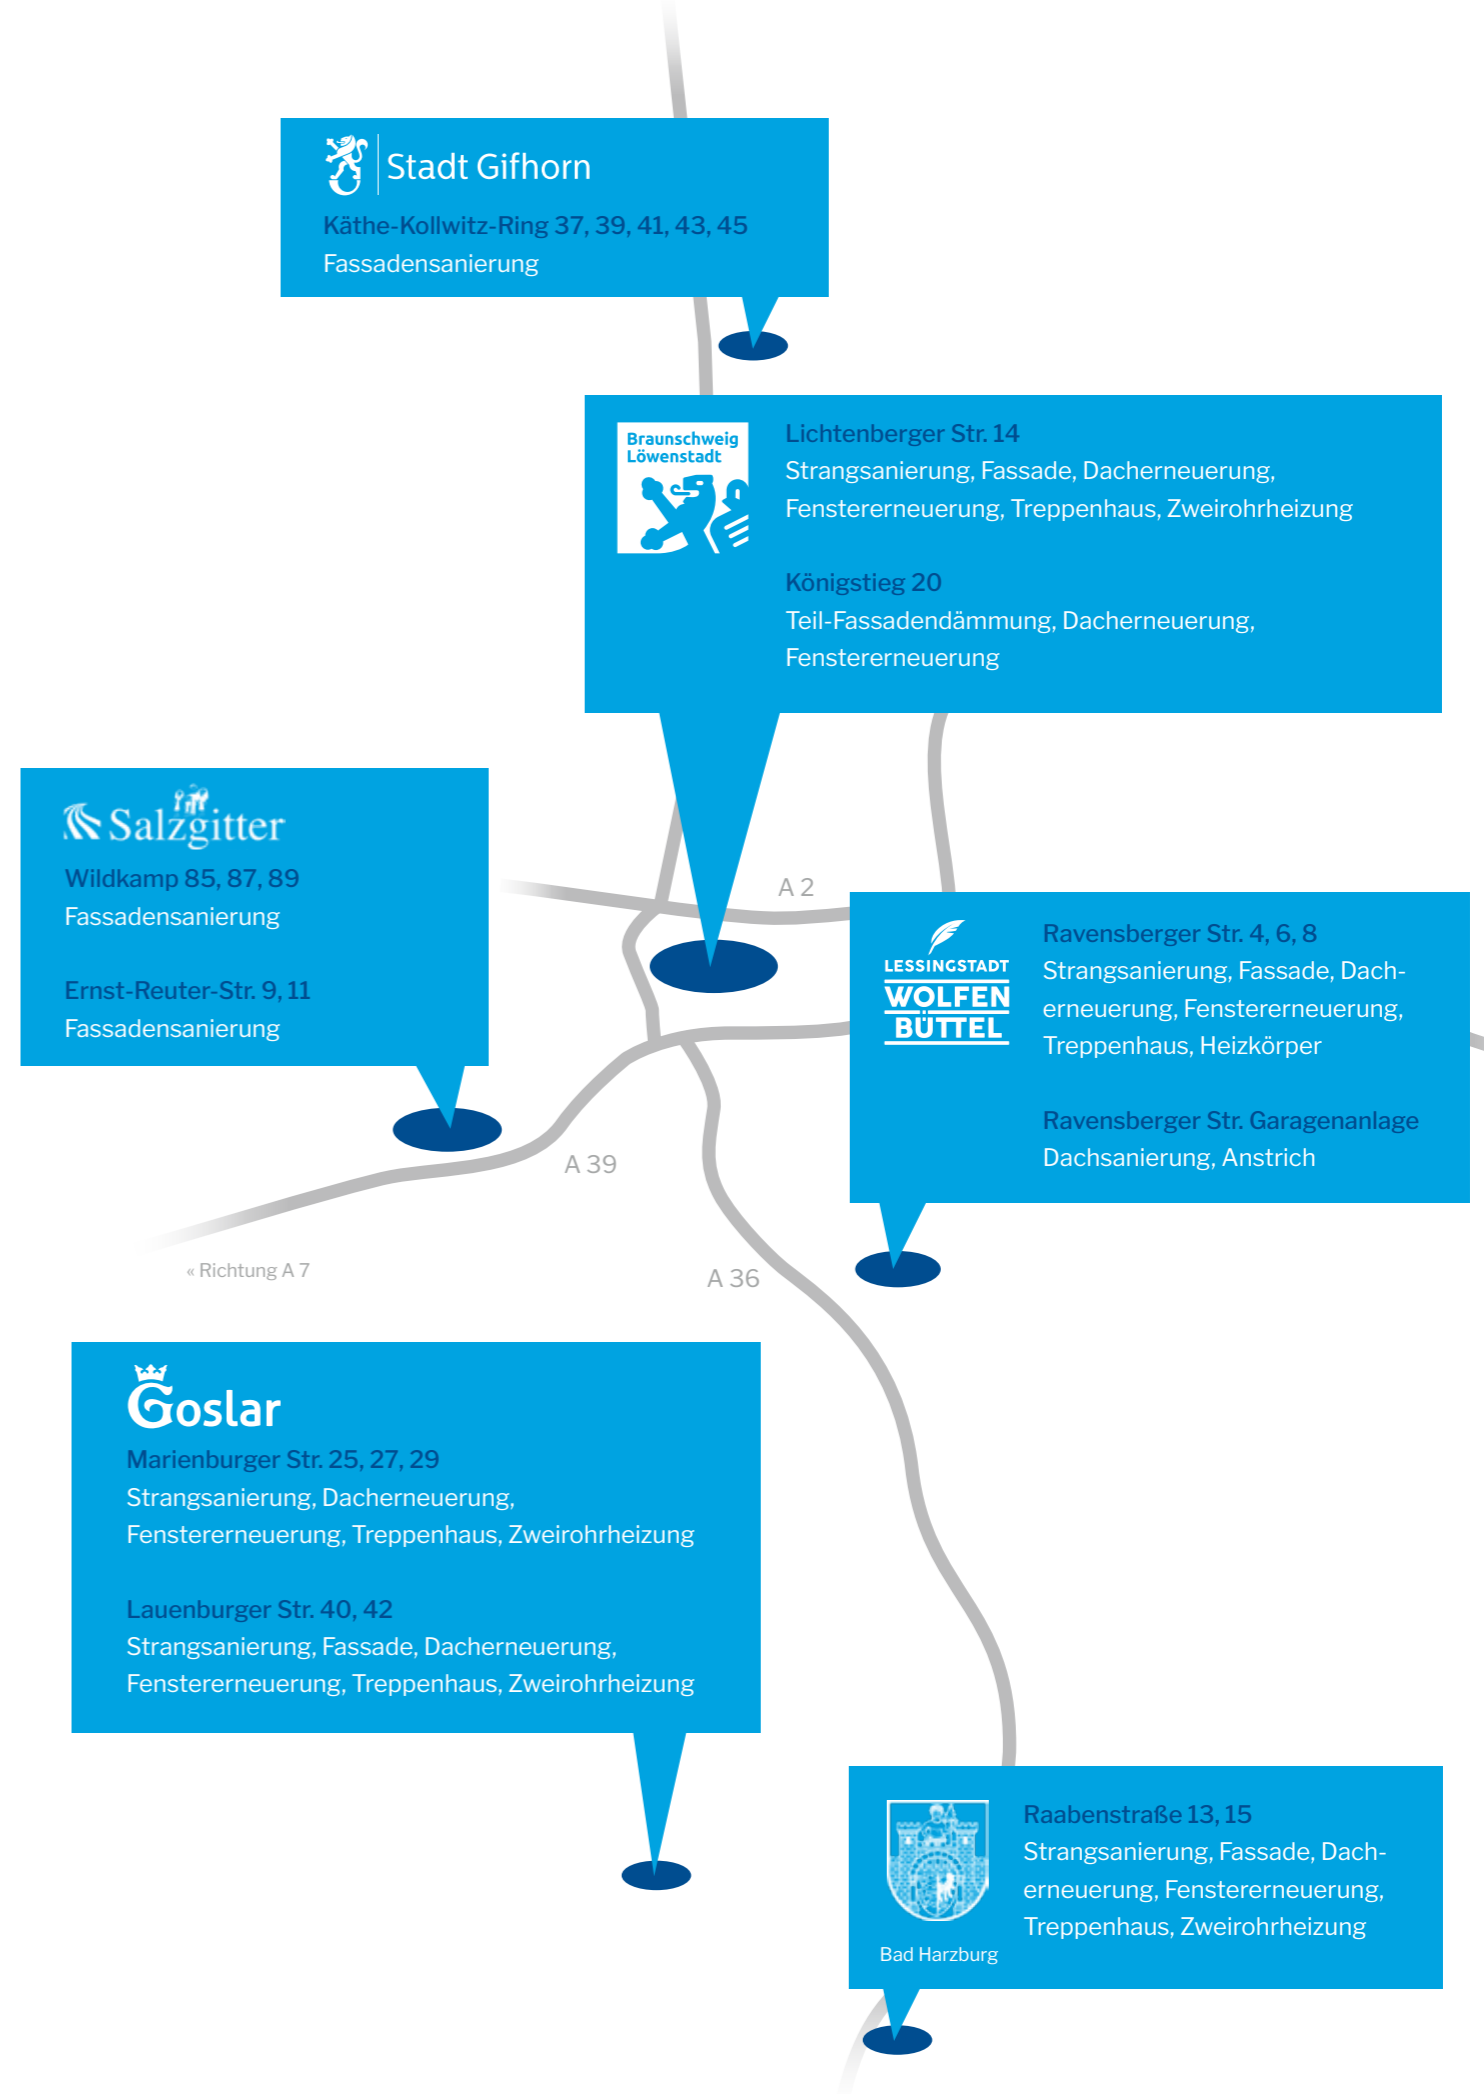 Stadt Gifhorn
Käthe-Kollwitz-Ring 37, 39, 41, 43, 45
Fassadensanierung
Braunschweig
Löwenstadt
Lichtenberger Str. 14
Strangsanierung, Fassade, Dacherneuerung,
Fenstererneuerung, Treppenhaus, Zweirohrheizung
Königstieg 20
Teil-Fassadendämmung, Dacherneuerung,
Fenstererneuerung
Salzgitter
Wildkamp 85, 87, 89
Fassadensanierung
Ernst-Reuter-Str. 9, 11
Fassadensanierung
A 2
LESSINGSTADT
WOLFEN
BÜTTEL
Ravensberger Str. 4, 6, 8
Strangsanierung, Fassade, Dach-
erneuerung, Fenstererneuerung,
Treppenhaus, Heizkörper
Ravensberger Str. Garagenanlage
Dachsanierung, Anstrich
A 39
« Richtung A 7
A 36
Goslar
Marienburger Str. 25, 27, 29
Strangsanierung, Dacherneuerung,
Fenstererneuerung, Treppenhaus, Zweirohrheizung
Lauenburger Str. 40, 42
Strangsanierung, Fassade, Dacherneuerung,
Fenstererneuerung, Treppenhaus, Zweirohrheizung
Bad Harzburg
Raabenstraße 13, 15
Strangsanierung, Fassade, Dach-
erneuerung, Fenstererneuerung,
Treppenhaus, Zweirohrheizung